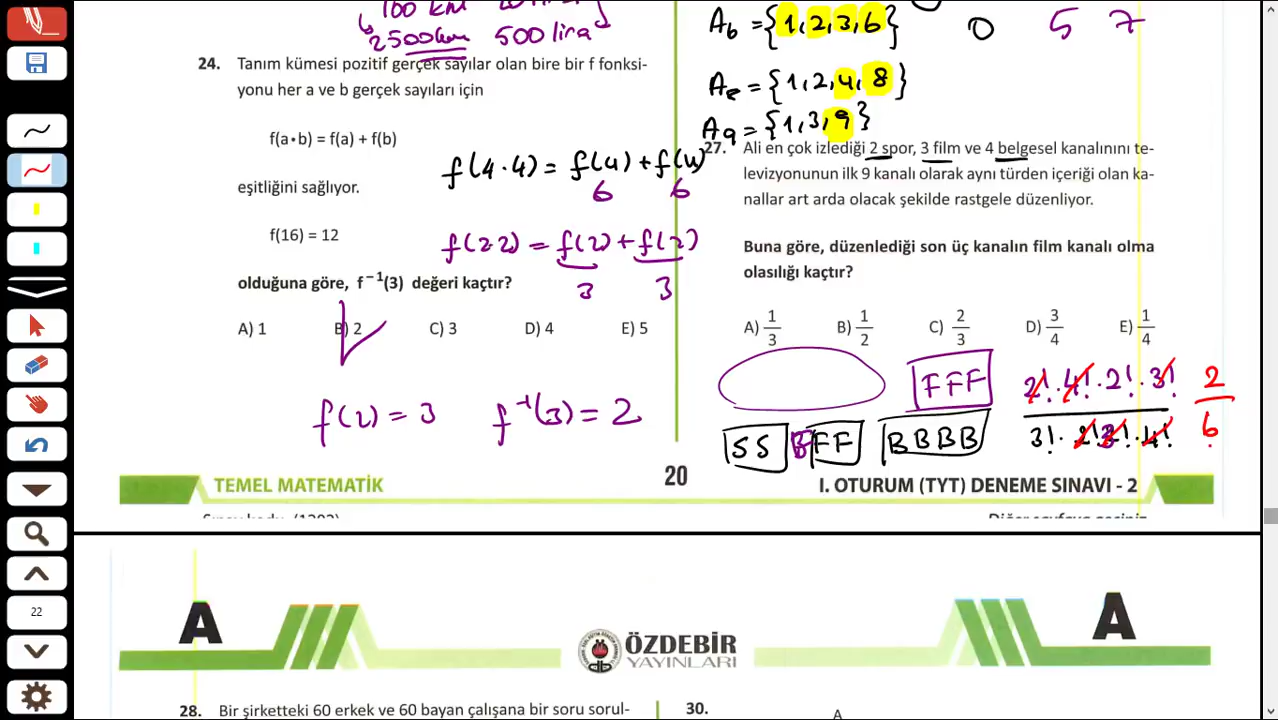 100 km
2500km 500 lira
24. Tanım kümesi pozitif gerçek sayılar olan bire bir f fonksi-
yonu her a ve b gerçek sayıları için
f(a•b) = f(a) + f(b)
eşitliğini sağlıyor.
f(16) = 12
olduğuna göre, f⁻¹(3) değeri kaçtır?
A) 1 B) 2 C) 3 D) 4 E) 5
f(4·4) = f(4) + f(4)
6 6
f(2·2) = f(2) + f(2)
3 3
f(2) = 3 f⁻¹(3) = 2
A₆ = {1,2,3,6} 0 5 7
A₈ = {1,2,4,8}
A₉ = {1,3,9}
27. Ali en çok izlediği 2 spor, 3 film ve 4 belgesel kanalını te-
levizyonunun ilk 9 kanalı olarak aynı türden içeriği olan ka-
nallar art arda olacak şekilde rastgele düzenliyor.
Buna göre, düzenlediği son üç kanalın film kanalı olma
olasılığı kaçtır?
A) 1/3 B) 1/2 C) 2/3 D) 3/4 E) 1/4
FFF 2!·4!·2!·3! 2
SS FF BBBB 3!· 2! 3! 4! 6
TEMEL MATEMATİK
20
I. OTURUM (TYT) DENEME SINAVI - 2
A
ÖZDEBİR
YAYINLARI
A
28. Bir şirketteki 60 erkek ve 60 bayan çalışana bir soru sorul-
30.
A
22